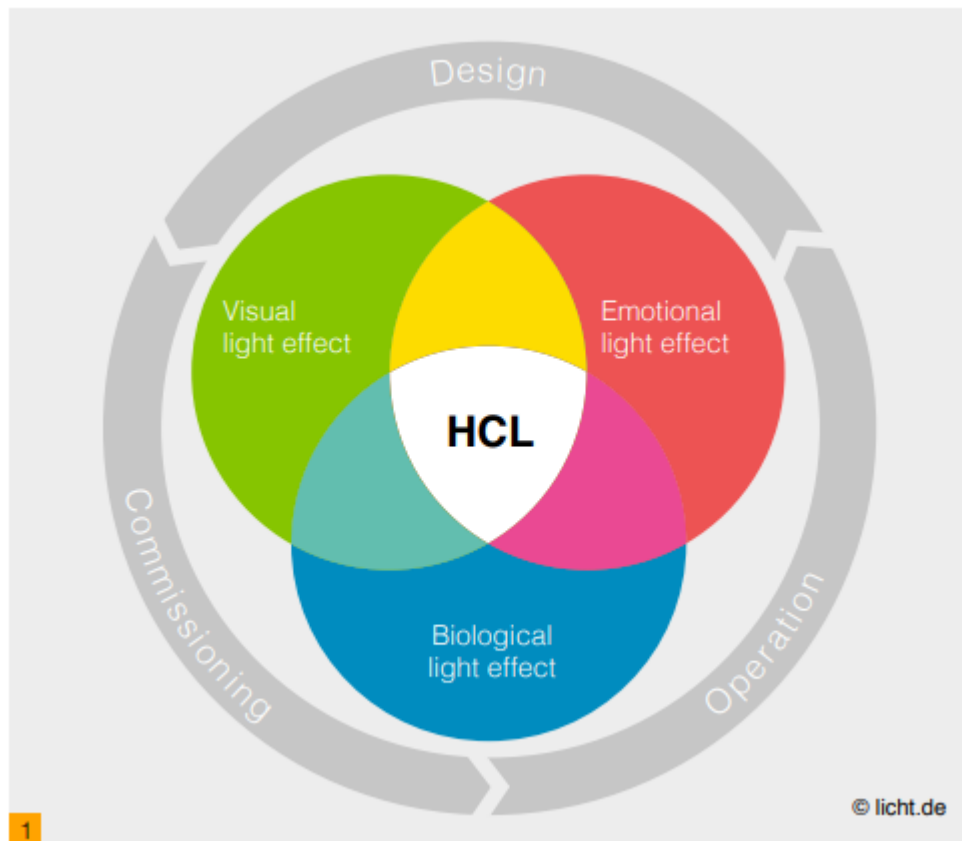 Design
Visual
light effect
Emotional
light effect
HCL
Commissioning
Biological
light effect
Operation
© licht.de
1